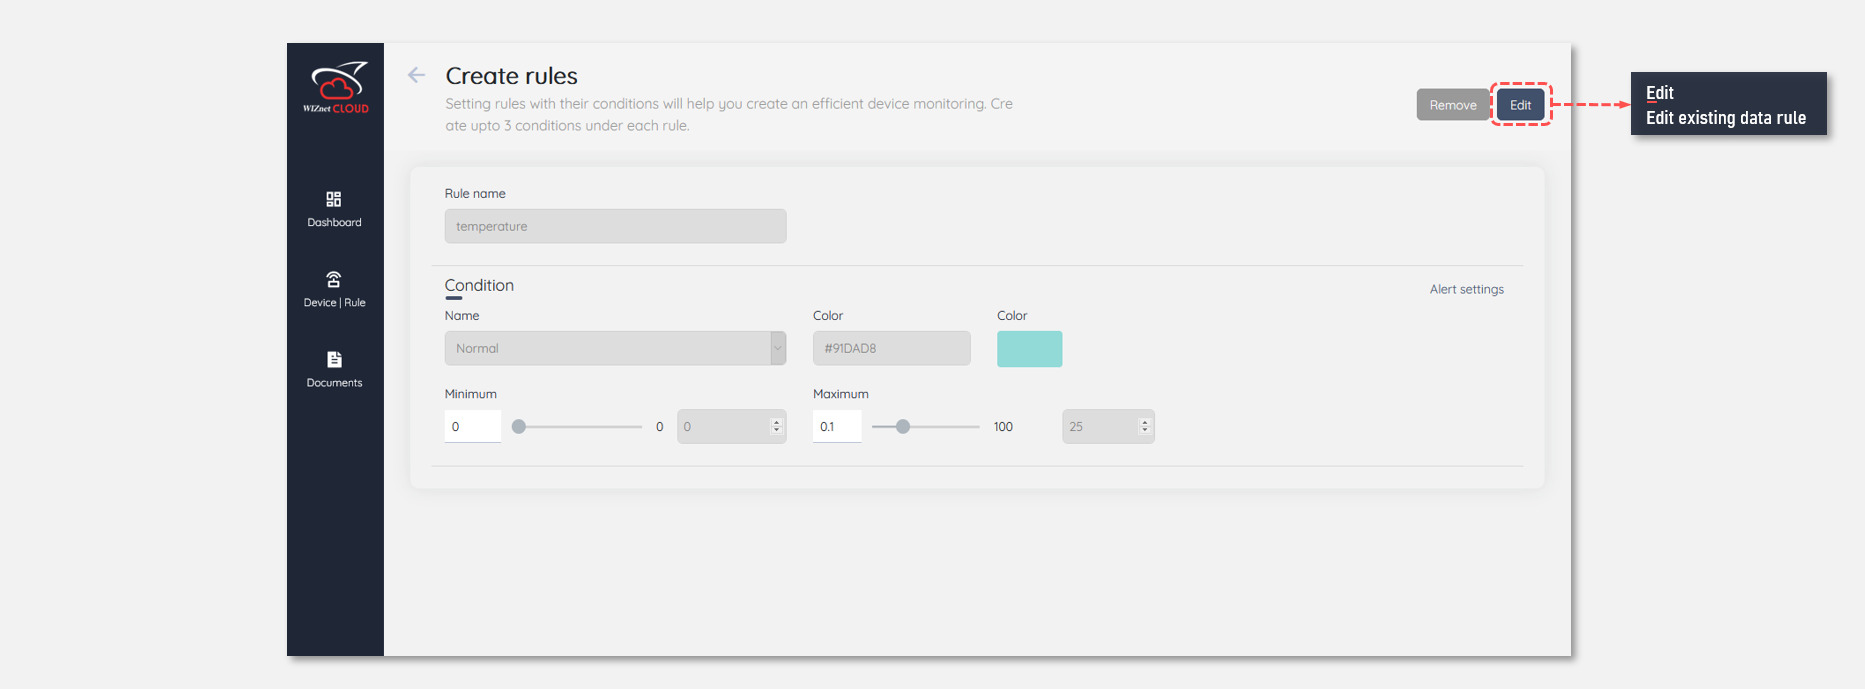 WIZnet CLOUD
Create rules
Setting rules with their conditions will help you create an efficient device monitoring. Cre
ate upto 3 conditions under each rule.
Remove
Edit
Edit
Edit existing data rule
Dashboard
Device | Rule
Documents
Rule name
temperature
Condition
Alert settings
Name
Color
Color
Normal
#91DAD8
Minimum
Maximum
0
0
0
0.1
100
25